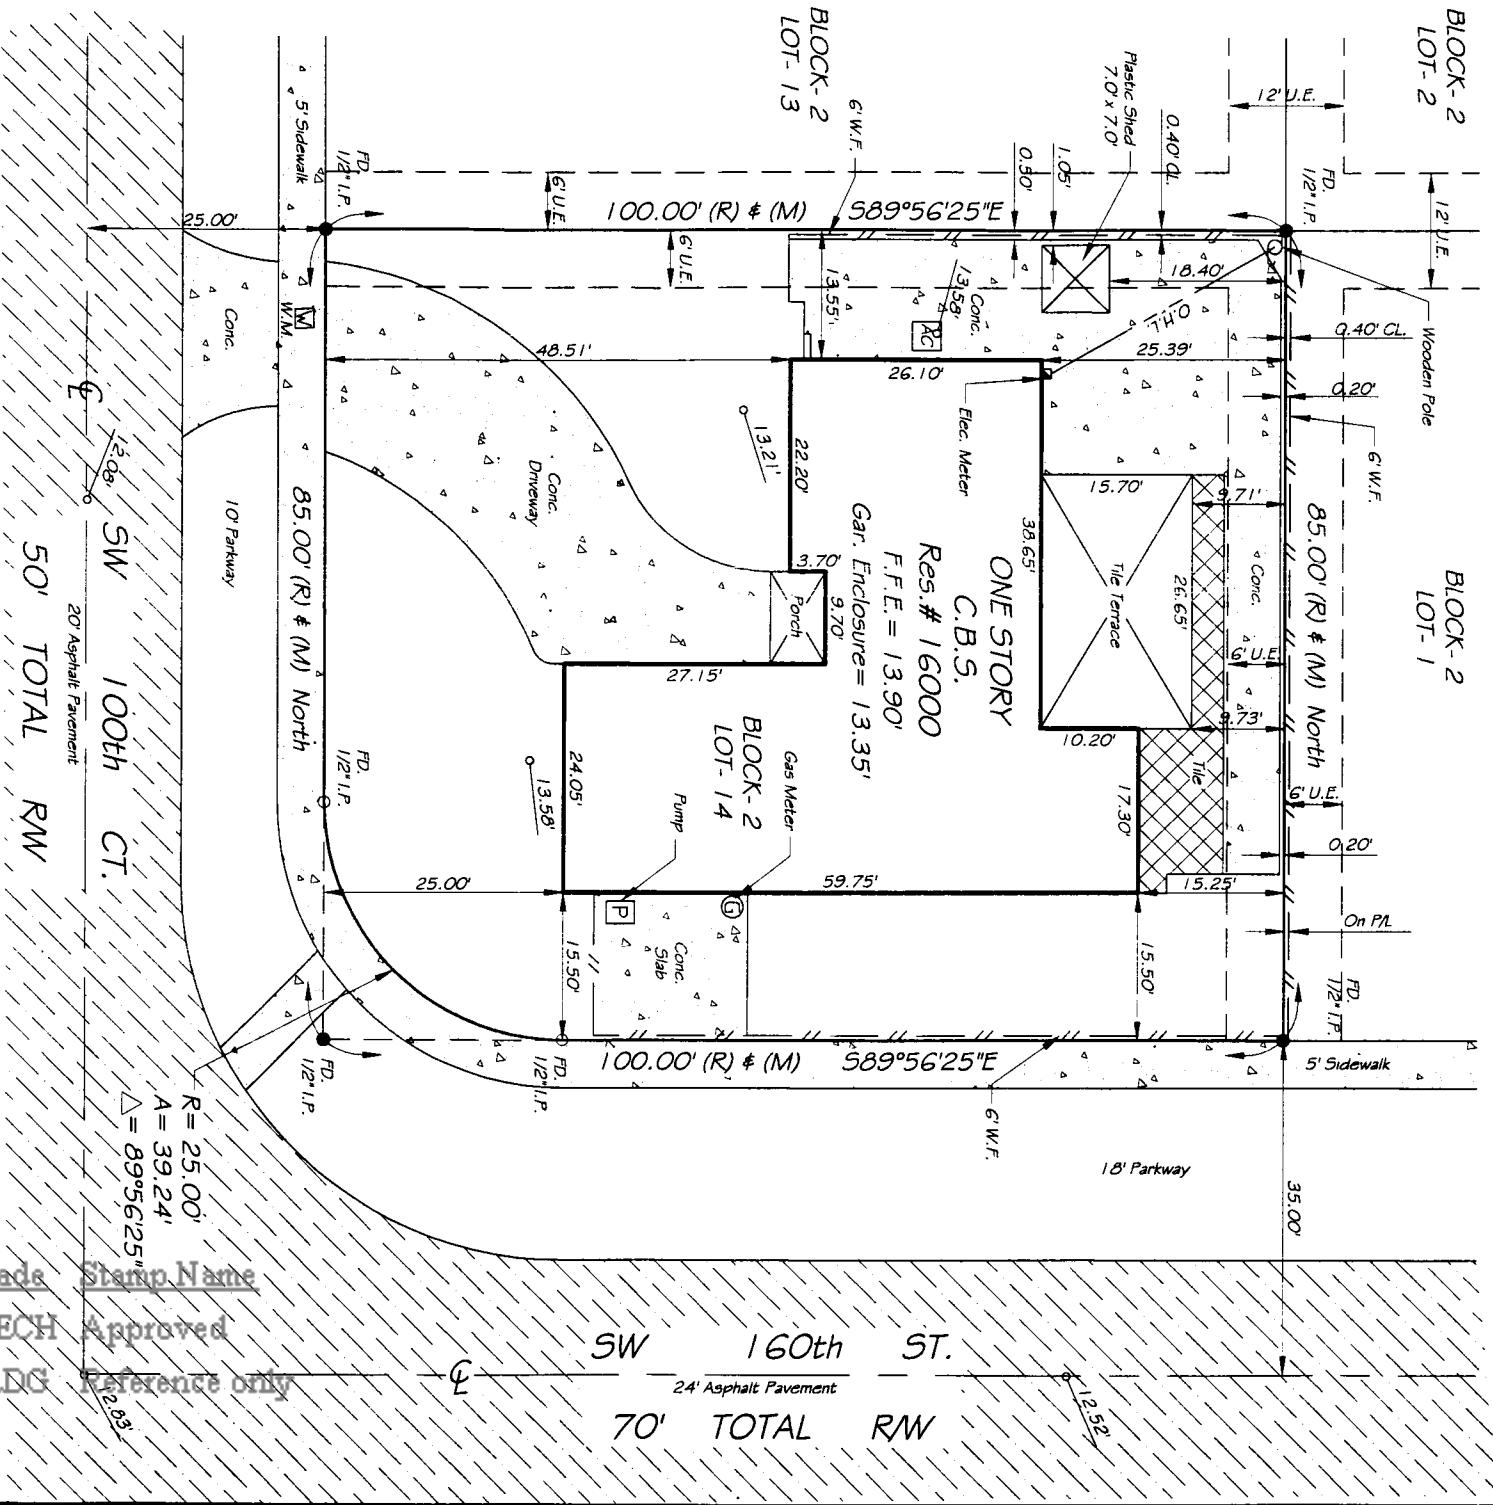 BLOCK- 2
LOT- 2
BLOCK- 2
LOT- 13
BLOCK- 2
LOT- 1
12' U.E.
12' U.E.
FD.
1/2" I.P.
Plastic Shed
7.0' x 7.0'
0.40' CL.
1.05'
0.50'
6' W.F.
5' Sidewalk
FD.
1/2" I.P.
6' U.E.
100.00' (R) & (M) S89°56'25"E
6' U.E.
25.00'
18.40'
Wooden Pole
0.40' CL.
0.20'
6' W.F.
O.H.L.
Conc.
13.58'
AC
13.55'
25.39'
26.10'
48.51'
Conc.
W
W.M.
Elec. Meter
13.21'
22.20'
Conc.
Driveway
15.70'
9.71'
38.65'
Tile Terrace
26.65'
Conc.
6' U.E.
85.00' (R) & (M) North
3.70'
9.70'
Porch
27.15'
ONE STORY
C.B.S.
Res.# 16000
F.F.E.= 13.90'
Gar. Enclosure= 13.35'
10.20'
9.73'
Tile
17.30'
6' U.E.
0.20'
15.25'
On P/L
FD.
1/2" I.P.
BLOCK- 2
LOT- 14
Gas Meter
Pump
24.05'
13.58'
59.75'
25.00'
P
G
Conc.
Slab
15.50'
15.50'
85.00' (R) & (M) North
FD.
1/2" I.P.
10' Parkway
12.08'
℄
SW 100th CT.
20' Asphalt Pavement
50' TOTAL R/W
100.00' (R) & (M) S89°56'25"E
FD.
1/2" I.P.
FD.
1/2" I.P.
5' Sidewalk
6' W.F.
18' Parkway
35.00'
R= 25.00'
A= 39.24'
△= 89°56'25"
Stamp Name
Approved
Reference only
12.83'
SW 160th ST.
℄
24' Asphalt Pavement
12.52'
70' TOTAL R/W